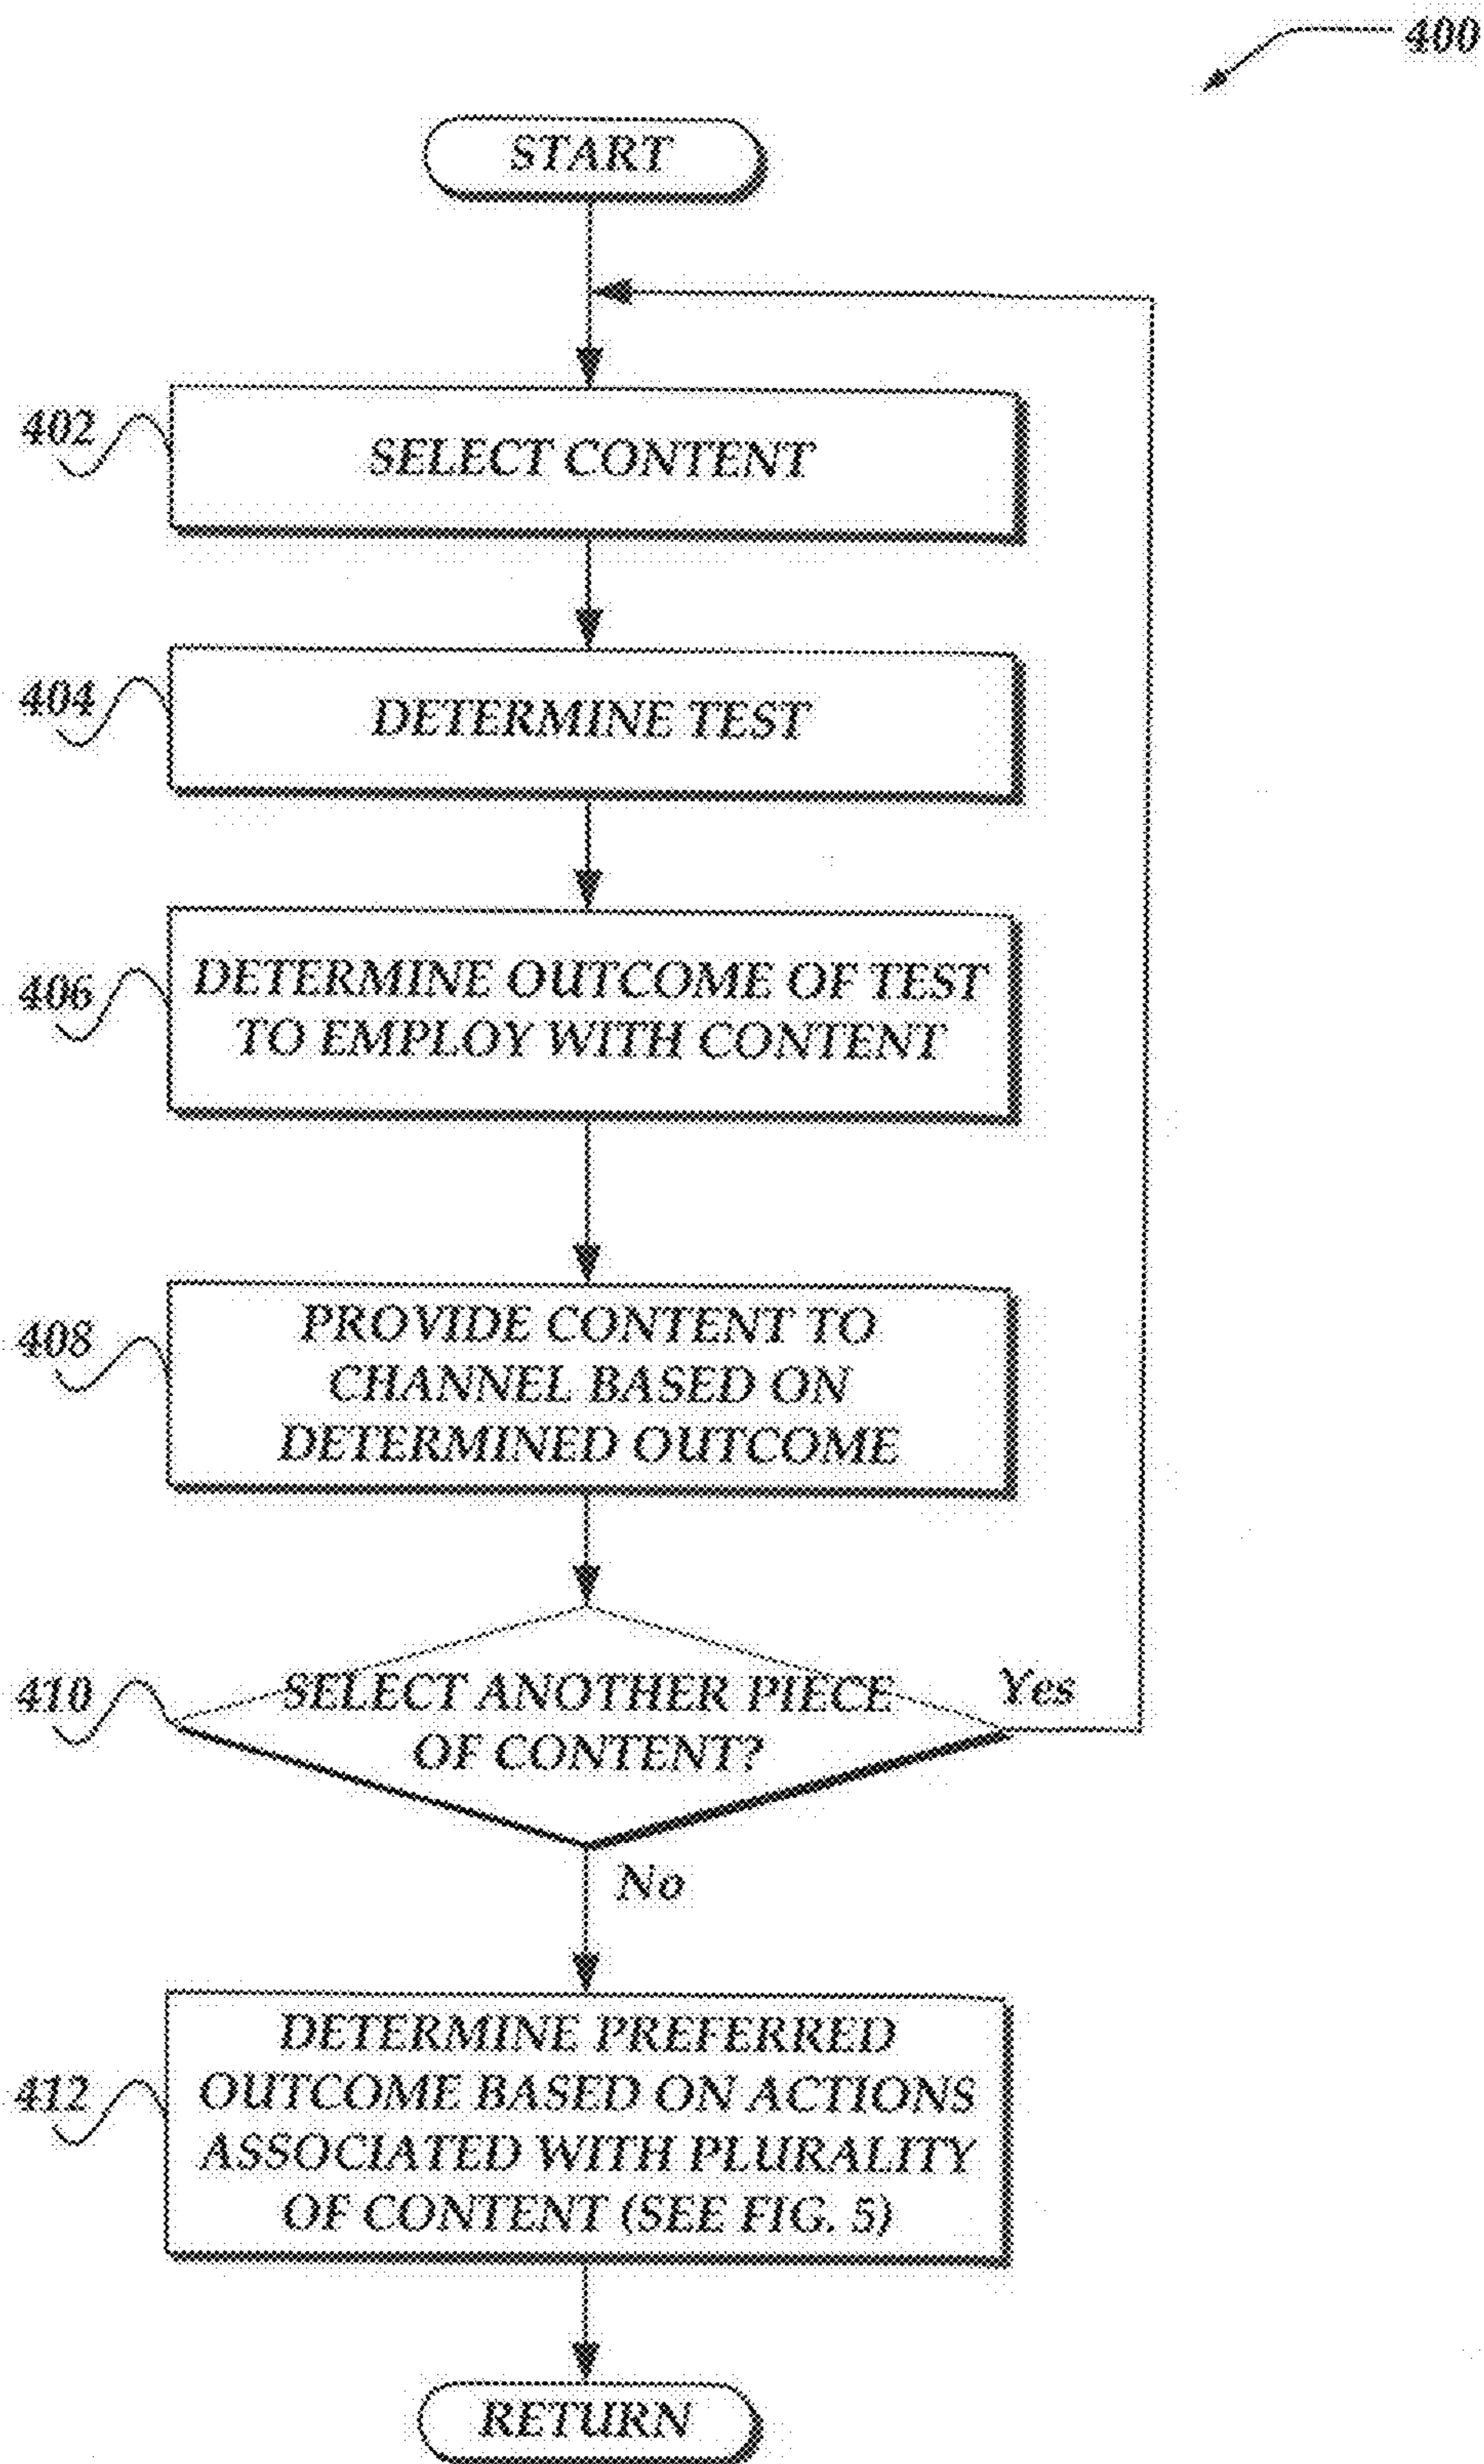 400
START
402
SELECT CONTENT
404
DETERMINE TEST
406
DETERMINE OUTCOME OF TEST
TO EMPLOY WITH CONTENT
408
PROVIDE CONTENT TO
CHANNEL BASED ON
DETERMINED OUTCOME
410
SELECT ANOTHER PIECE
OF CONTENT?
Yes
No
412
DETERMINE PREFERRED
OUTCOME BASED ON ACTIONS
ASSOCIATED WITH PLURALITY
OF CONTENT (SEE FIG. 5)
RETURN